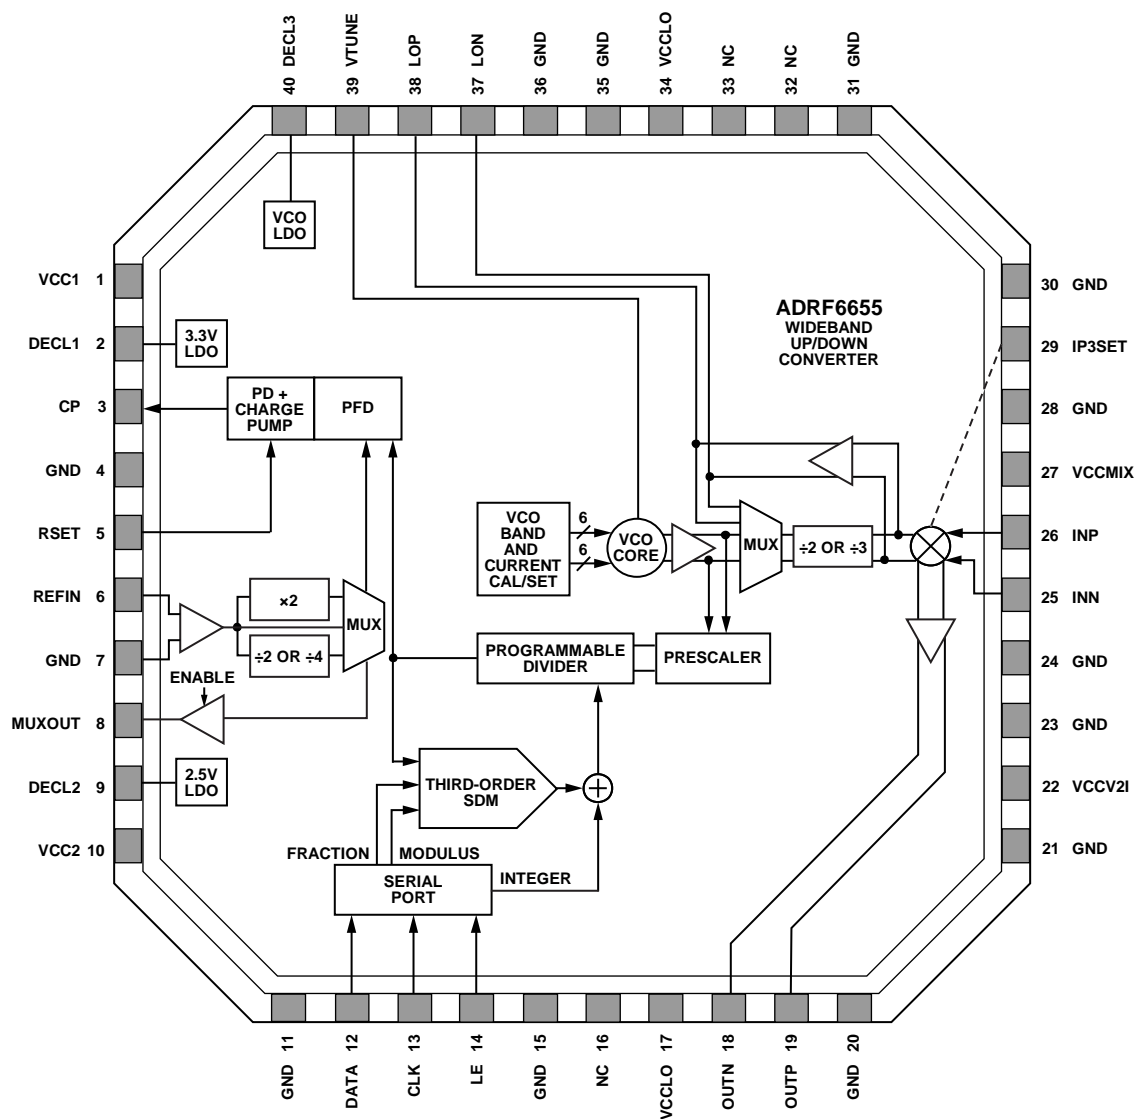 40 DECL3
39 VTUNE
38 LOP
37 LON
36 GND
35 GND
34 VCCLO
33 NC
32 NC
31 GND
VCO
LDO
VCC1 1
DECL1 2
3.3V
LDO
CP 3
PD +
CHARGE
PUMP
PFD
GND 4
RSET 5
REFIN 6
GND 7
×2
÷2 OR ÷4
MUX
ENABLE
MUXOUT 8
DECL2 9
2.5V
LDO
VCC2 10
ADRF6655
WIDEBAND
UP/DOWN
CONVERTER
VCO
BAND
AND
CURRENT
CAL/SET
6
6
VCO
CORE
MUX
÷2 OR ÷3
PROGRAMMABLE
DIVIDER
PRESCALER
THIRD-ORDER
SDM
+
FRACTION
MODULUS
INTEGER
SERIAL
PORT
30 GND
29 IP3SET
28 GND
27 VCCMIX
26 INP
25 INN
24 GND
23 GND
22 VCCV2I
21 GND
GND 11
DATA 12
CLK 13
LE 14
GND 15
NC 16
VCCLO 17
OUTN 18
OUTP 19
GND 20